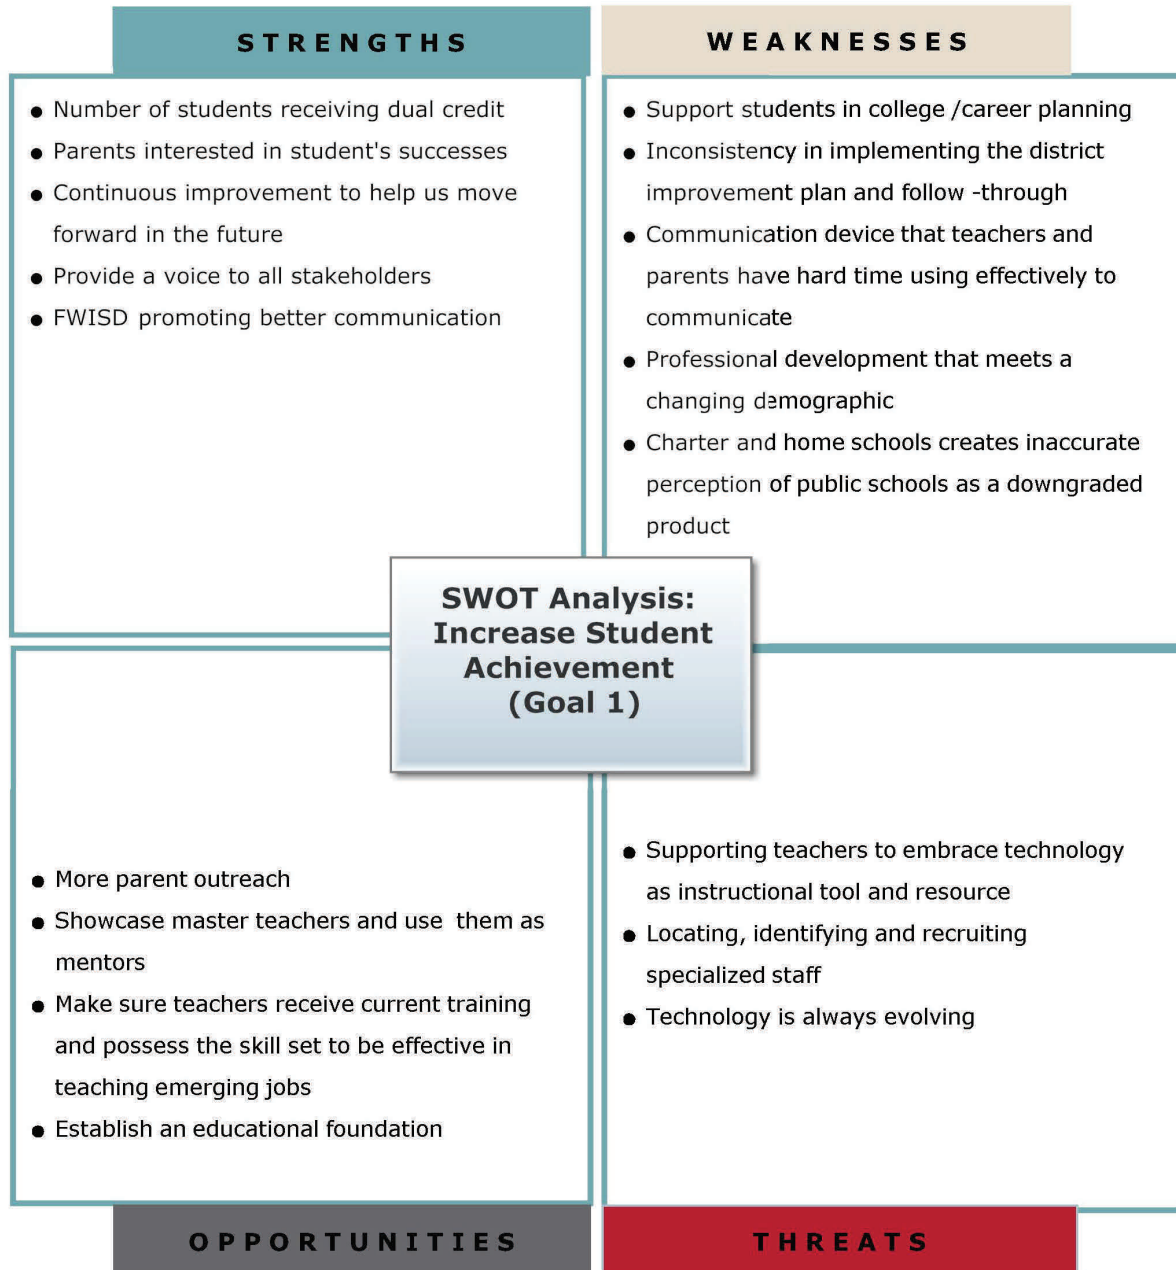 STRENGTHS
● Number of students receiving dual credit
● Parents interested in student's successes
● Continuous improvement to help us move
forward in the future
● Provide a voice to all stakeholders
● FWISD promoting better communication
WEAKNESSES
● Support students in college /career planning
● Inconsistency in implementing the district
improvement plan and follow -through
● Communication device that teachers and
parents have hard time using effectively to
communicate
● Professional development that meets a
changing demographic
● Charter and home schools creates inaccurate
perception of public schools as a downgraded
product
SWOT Analysis:
Increase Student
Achievement
(Goal 1)
● More parent outreach
● Showcase master teachers and use them as
mentors
● Make sure teachers receive current training
and possess the skill set to be effective in
teaching emerging jobs
● Establish an educational foundation
OPPORTUNITIES
● Supporting teachers to embrace technology
as instructional tool and resource
● Locating, identifying and recruiting
specialized staff
● Technology is always evolving
THREATS